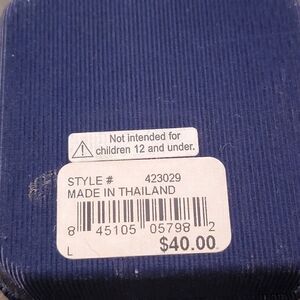 Not intended for
children 12 and under.
STYLE # 423029
MADE IN THAILAND
8 45105 05798 2
L $40.00